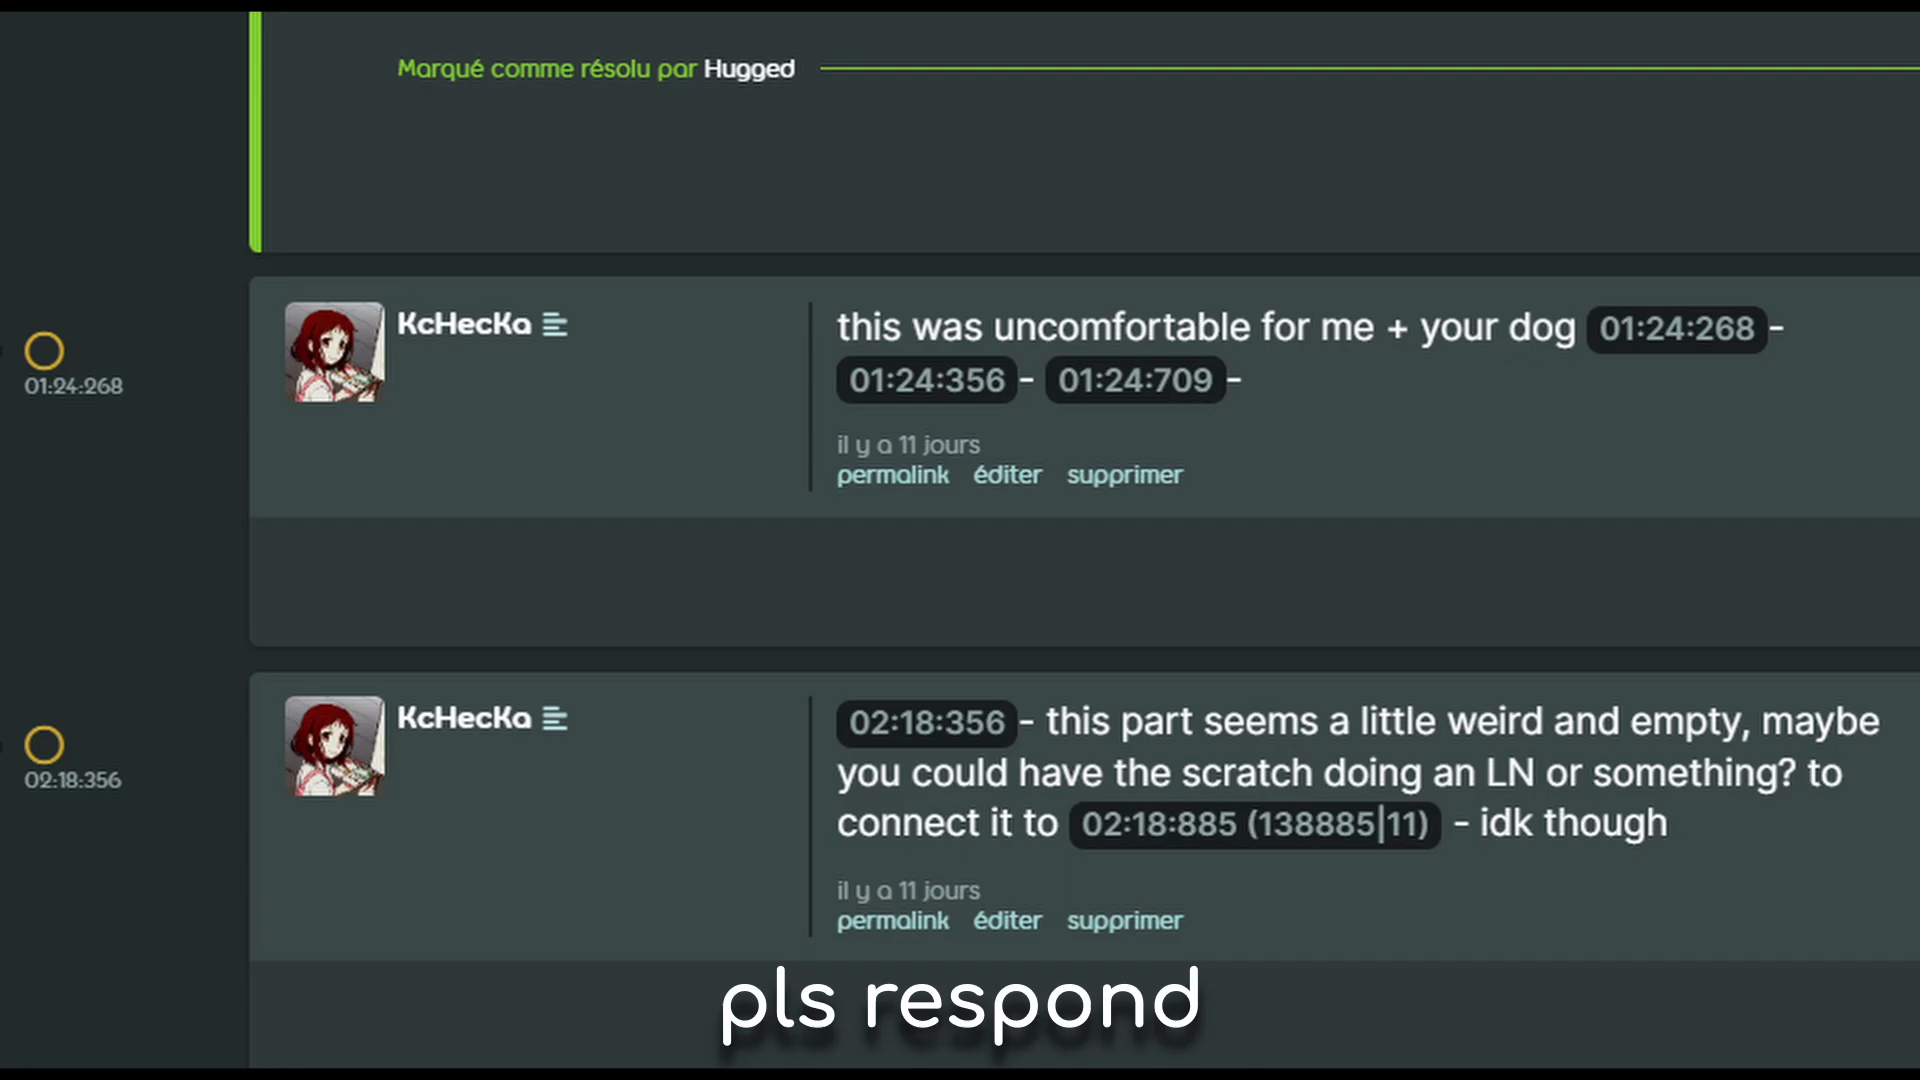 Marqué comme résolu par Hugged
01:24:268
KcHecKa
this was uncomfortable for me + your dog 01:24:268 -
01:24:356 - 01:24:709 -
il y a 11 jours
permalink éditer supprimer
02:18:356
KcHecKa
02:18:356 - this part seems a little weird and empty, maybe
you could have the scratch doing an LN or something? to
connect it to 02:18:885 (138885|11) - idk though
il y a 11 jours
permalink éditer supprimer
pls respond